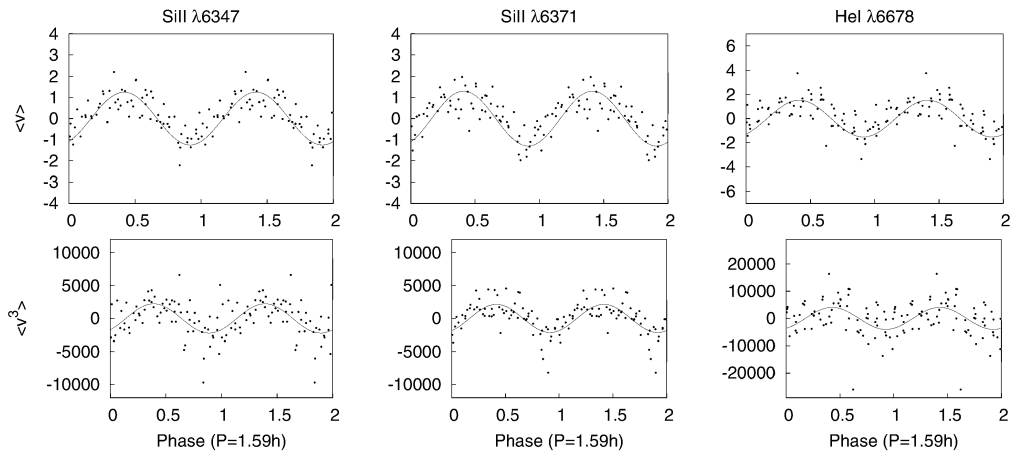 SiII λ6347 SiII λ6371 HeI λ6678
4 4
3 3 6
2 2 4
1 1 2
<v> 0 0 0
-1 -1 -2
-2 -2 -4
-3 -3 -6
-4 -4
0 0.5 1 1.5 2 0 0.5 1 1.5 2 0 0.5 1 1.5 2
10000 10000 20000
5000 5000 10000
<v³> 0 0 0
-5000 -5000 -10000
-10000 -10000 -20000
0 0.5 1 1.5 2 0 0.5 1 1.5 2 0 0.5 1 1.5 2
Phase (P=1.59h) Phase (P=1.59h) Phase (P=1.59h)